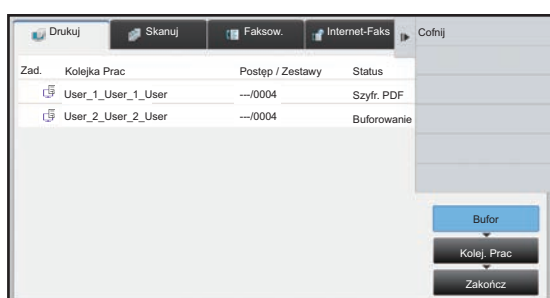 Drukuj Skanuj Faksow. Internet-Faks Cofnij
Zad. Kolejka Prac Postęp / Zestawy Status
User_1_User_1_User ---/0004 Szyfr. PDF
User_2_User_2_User ---/0004 Buforowanie
Bufor
Kolej. Prac
Zakończ